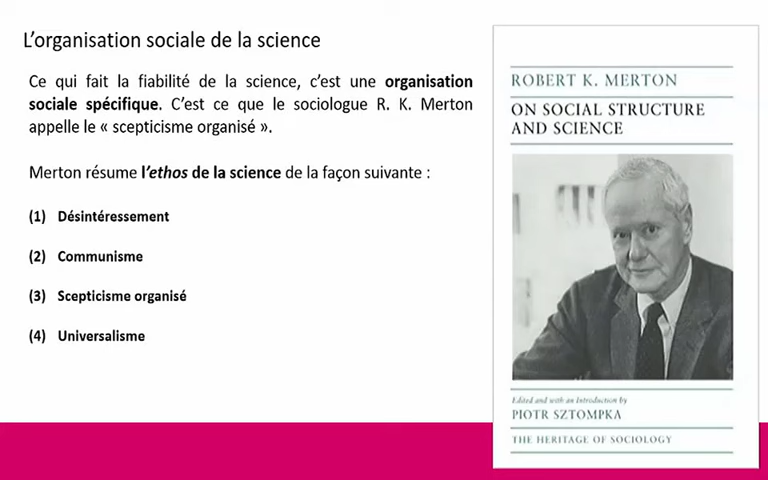 L'organisation sociale de la science
Ce qui fait la fiabilité de la science, c'est une organisation
sociale spécifique. C'est ce que le sociologue R. K. Merton
appelle le « scepticisme organisé ».
Merton résume l'ethos de la science de la façon suivante :
(1) Désintéressement
(2) Communisme
(3) Scepticisme organisé
(4) Universalisme
ROBERT K. MERTON
ON SOCIAL STRUCTURE
AND SCIENCE
Edited and with an Introduction by
PIOTR SZTOMPKA
THE HERITAGE OF SOCIOLOGY